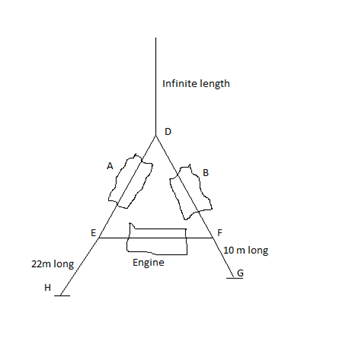 Infinite length
D
A
B
E
F
22m long
Engine
10 m long
G
H